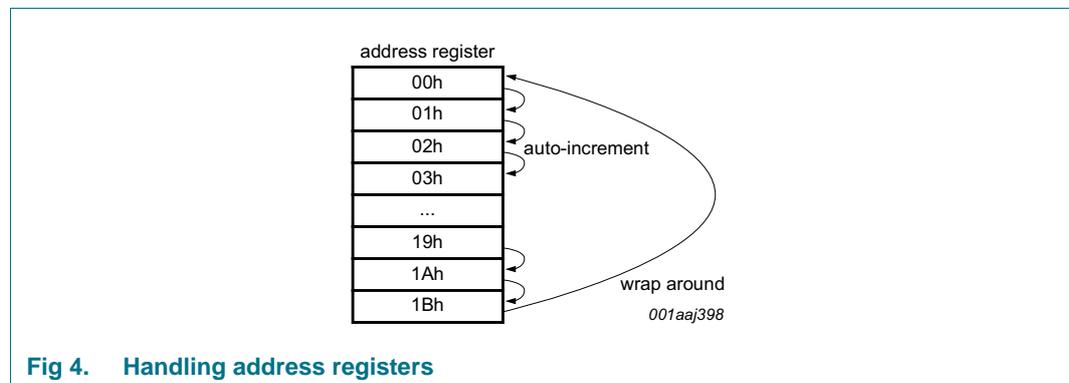 address register
00h
01h
02h
auto-increment
03h
...
19h
1Ah
wrap around
1Bh
001aaj398
Fig 4. Handling address registers